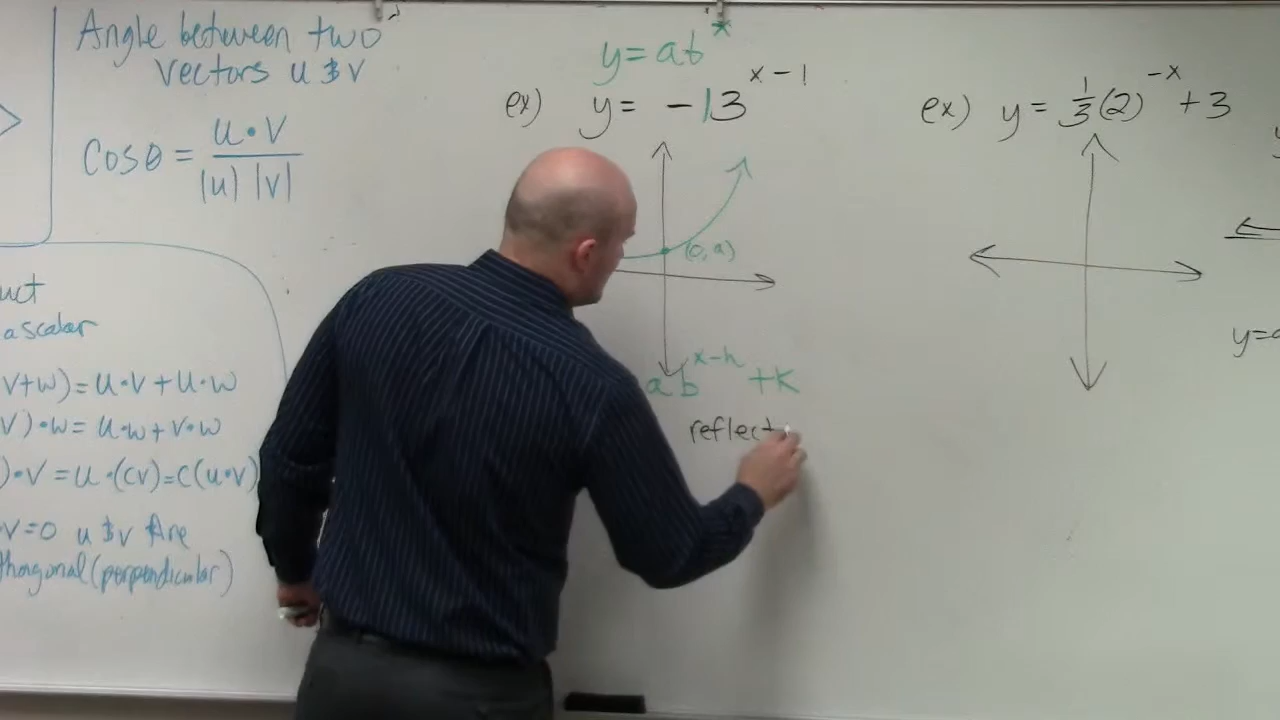 Angle between two
vectors u & v
cosθ = u•v / |u| |v|
uct
a scalar
v+w) = u•v + u•w
v)•w = u•w + v•w
)•v = u•(cv) = c(u•v)
•v=0 u & v Are
thogonal (perpendicular)
y = ab^x
ex) y = -13^x-1
(0,a)
ab^x-h + K
reflect
ex) y = 1/3(2)^-x + 3
y=